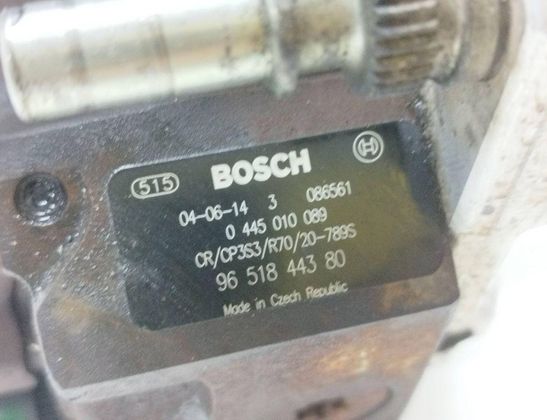 515 BOSCH
04-06-14 3 086561
0 445 010 089
CR/CP3S3/R70/20-789S
96 518 443 80
Made in Czech Republic